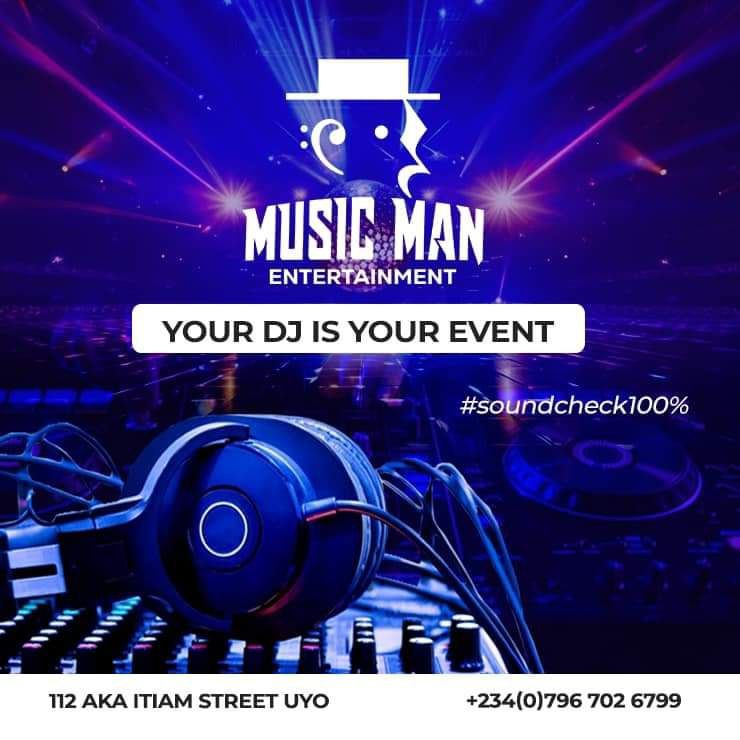 MUSIC MAN
ENTERTAINMENT
YOUR DJ IS YOUR EVENT
#soundcheck100%
112 AKA ITIAM STREET UYO
+234(0)796 702 6799